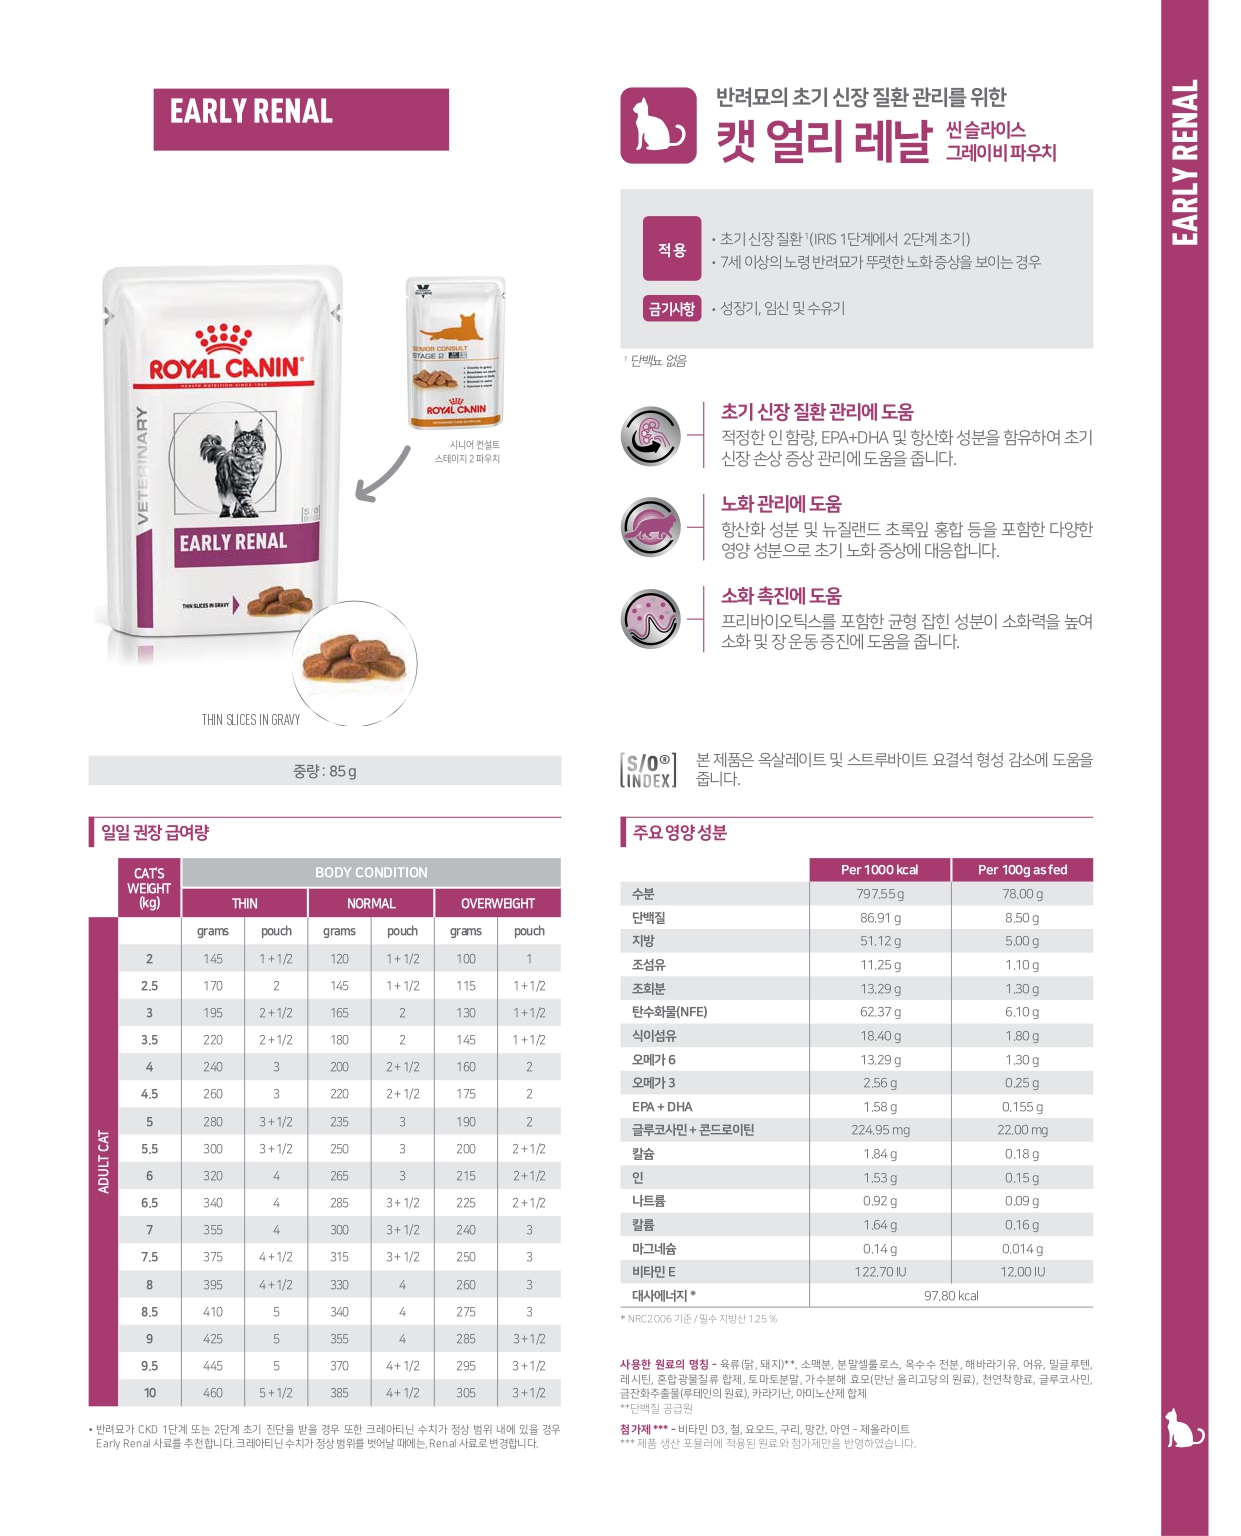 EARLY RENAL
ROYAL CANIN
HEALTH NUTRITION SINCE 1968
VETERINARY
EARLY RENAL
THIN SLICES IN GRAVY
SENIOR CONSULT
STAGE 2
ROYAL CANIN
시니어 컨설트
스테이지 2 파우치
THIN SLICES IN GRAVY
중량 : 85 g
반려묘의 초기 신장 질환 관리를 위한
캣 얼리 레날
씬 슬라이스
그레이비 파우치
적용
• 초기 신장 질환 ¹(IRIS 1단계에서 2단계 초기)
• 7세 이상의 노령 반려묘가 뚜렷한 노화 증상을 보이는 경우
금기사항
• 성장기, 임신 및 수유기
¹ 단백뇨 없음
초기 신장 질환 관리에 도움
적정한 인 함량, EPA+DHA 및 항산화 성분을 함유하여 초기
신장 손상 증상 관리에 도움을 줍니다.
노화 관리에 도움
항산화 성분 및 뉴질랜드 초록잎 홍합 등을 포함한 다양한
영양 성분으로 초기 노화 증상에 대응합니다.
소화 촉진에 도움
프리바이오틱스를 포함한 균형 잡힌 성분이 소화력을 높여
소화 및 장 운동 증진에 도움을 줍니다.
S/O®
INDEX
본 제품은 옥살레이트 및 스트루바이트 요결석 형성 감소에 도움을
줍니다.
일일 권장 급여량
CAT'S WEIGHT (kg) BODY CONDITION
THIN NORMAL OVERWEIGHT
grams pouch grams pouch grams pouch
ADULT CAT
2 145 1 + 1/2 120 1 + 1/2 100 1
2.5 170 2 145 1 + 1/2 115 1 + 1/2
3 195 2 + 1/2 165 2 130 1 + 1/2
3.5 220 2 + 1/2 180 2 145 1 + 1/2
4 240 3 200 2 + 1/2 160 2
4.5 260 3 220 2 + 1/2 175 2
5 280 3 + 1/2 235 3 190 2
5.5 300 3 + 1/2 250 3 200 2 + 1/2
6 320 4 265 3 215 2 + 1/2
6.5 340 4 285 3 + 1/2 225 2 + 1/2
7 355 4 300 3 + 1/2 240 3
7.5 375 4 + 1/2 315 3 + 1/2 250 3
8 395 4 + 1/2 330 4 260 3
8.5 410 5 340 4 275 3
9 425 5 355 4 285 3 + 1/2
9.5 445 5 370 4 + 1/2 295 3 + 1/2
10 460 5 + 1/2 385 4 + 1/2 305 3 + 1/2
• 반려묘가 CKD 1단계 또는 2단계 초기 진단을 받을 경우 또한 크레아티닌 수치가 정상 범위 내에 있을 경우
Early Renal 사료를 추천합니다. 크레아티닌 수치가 정상 범위를 벗어날 때에는, Renal 사료로 변경합니다.
주요 영양 성분
Per 1000 kcal Per 100g as fed
수분 797.55 g 78.00 g
단백질 86.91 g 8.50 g
지방 51.12 g 5.00 g
조섬유 11.25 g 1.10 g
조회분 13.29 g 1.30 g
탄수화물(NFE) 62.37 g 6.10 g
식이섬유 18.40 g 1.80 g
오메가 6 13.29 g 1.30 g
오메가 3 2.56 g 0.25 g
EPA + DHA 1.58 g 0.155 g
글루코사민 + 콘드로이틴 224.95 mg 22.00 mg
칼슘 1.84 g 0.18 g
인 1.53 g 0.15 g
나트륨 0.92 g 0.09 g
칼륨 1.64 g 0.16 g
마그네슘 0.14 g 0.014 g
비타민 E 122.70 IU 12.00 IU
대사에너지 * 97.80 kcal
* NRC2006 기준 / 필수 지방산 1.25 %
사용한 원료의 명칭 - 육류(닭, 돼지)**, 소맥분, 분말셀룰로스, 옥수수 전분, 해바라기유, 어유, 밀글루텐,
레시틴, 혼합광물질류 합제, 토마토분말, 가수분해 효모(만난 올리고당의 원료), 천연착향료, 글루코사민,
금잔화추출물(루테인의 원료), 카라기난, 아미노산제 합제
**단백질 공급원
첨가제 *** - 비타민 D3, 철, 요오드, 구리, 망간, 아연 - 제올라이트
*** 제품 생산 포뮬러에 적용된 원료와 첨가제만을 반영하였습니다.
EARLY RENAL